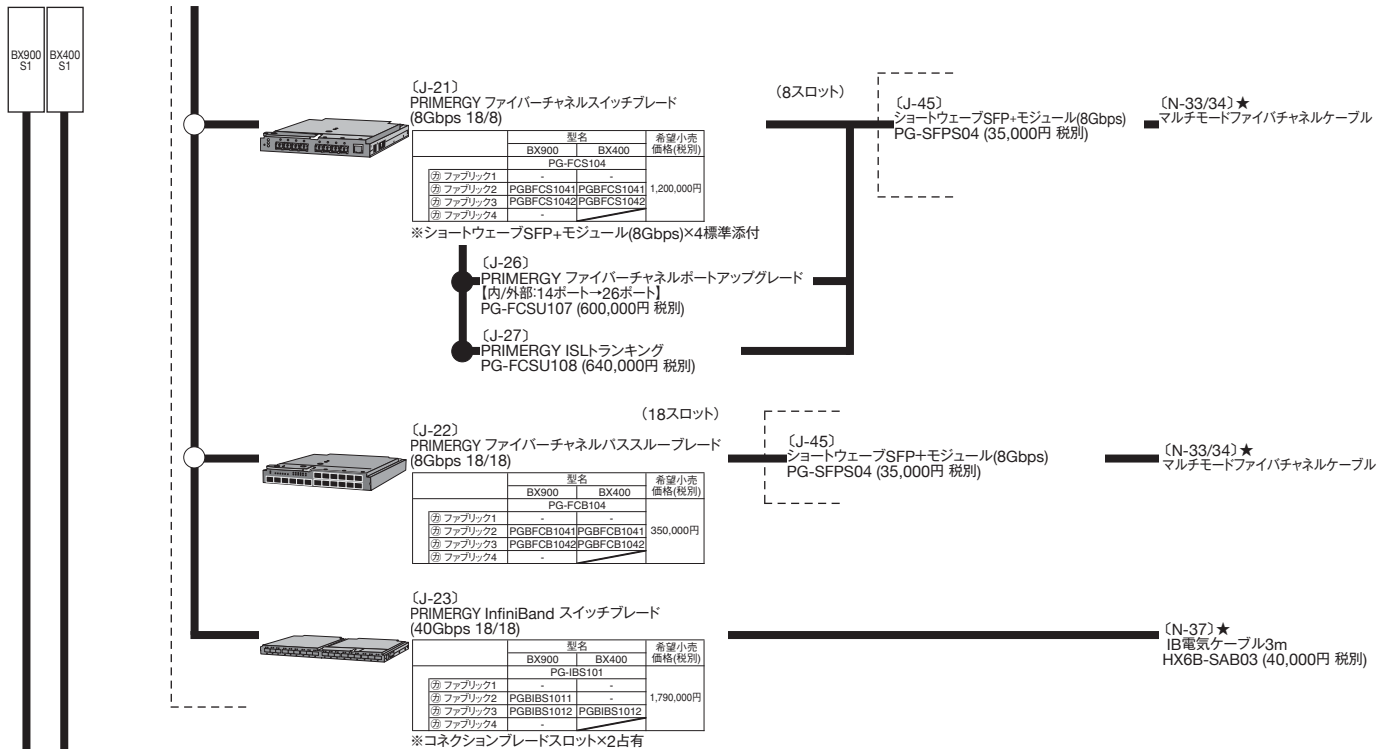 BX900
S1
BX400
S1
〔J-21〕
PRIMERGY ファイバーチャネルスイッチブレード
(8Gbps 18/8)
型名 希望小売
BX900 BX400 価格(税別)
PG-FCS104
㋕ ファブリック1 - -
㋕ ファブリック2 PGBFCS1041 PGBFCS1041 1,200,000円
㋕ ファブリック3 PGBFCS1042 PGBFCS1042
㋕ ファブリック4 -
※ショートウェーブSFP+モジュール(8Gbps)×4標準添付
(8スロット)
〔J-45〕
ショートウェーブSFP+モジュール(8Gbps)
PG-SFPS04 (35,000円 税別)
〔N-33/34〕★
マルチモードファイバチャネルケーブル
〔J-26〕
PRIMERGY ファイバーチャネルポートアップグレード
【内/外部:14ポート→26ポート】
PG-FCSU107 (600,000円 税別)
〔J-27〕
PRIMERGY ISLトランキング
PG-FCSU108 (640,000円 税別)
(18スロット)
〔J-22〕
PRIMERGY ファイバーチャネルパススルーブレード
(8Gbps 18/18)
型名 希望小売
BX900 BX400 価格(税別)
PG-FCB104
㋕ ファブリック1 - -
㋕ ファブリック2 PGBFCB1041 PGBFCB1041 350,000円
㋕ ファブリック3 PGBFCB1042 PGBFCB1042
㋕ ファブリック4 -
〔J-45〕
ショートウェーブSFP+モジュール(8Gbps)
PG-SFPS04 (35,000円 税別)
〔N-33/34〕★
マルチモードファイバチャネルケーブル
〔J-23〕
PRIMERGY InfiniBand スイッチブレード
(40Gbps 18/18)
型名 希望小売
BX900 BX400 価格(税別)
PG-IBS101
㋕ ファブリック1 - -
㋕ ファブリック2 PGBIBS1011 - 1,790,000円
㋕ ファブリック3 PGBIBS1012 PGBIBS1012
㋕ ファブリック4 -
※コネクションブレードスロット×2占有
〔N-37〕★
IB電気ケーブル3m
HX6B-SAB03 (40,000円 税別)